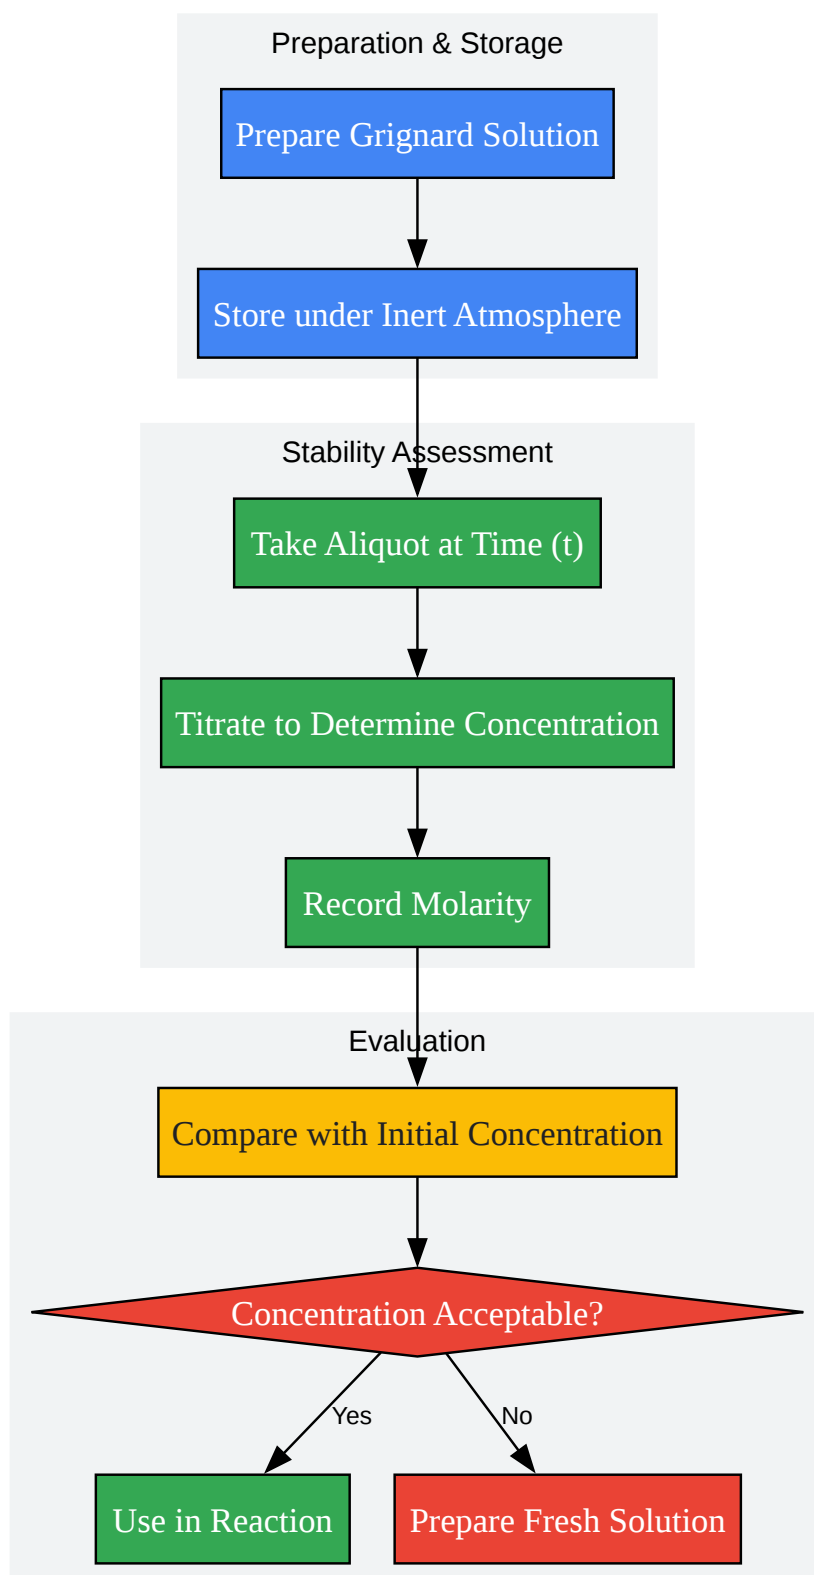 Preparation & Storage
Prepare Grignard Solution
Store under Inert Atmosphere
Stability Assessment
Take Aliquot at Time (t)
Titrate to Determine Concentration
Record Molarity
Evaluation
Compare with Initial Concentration
Concentration Acceptable?
Yes
No
Use in Reaction
Prepare Fresh Solution